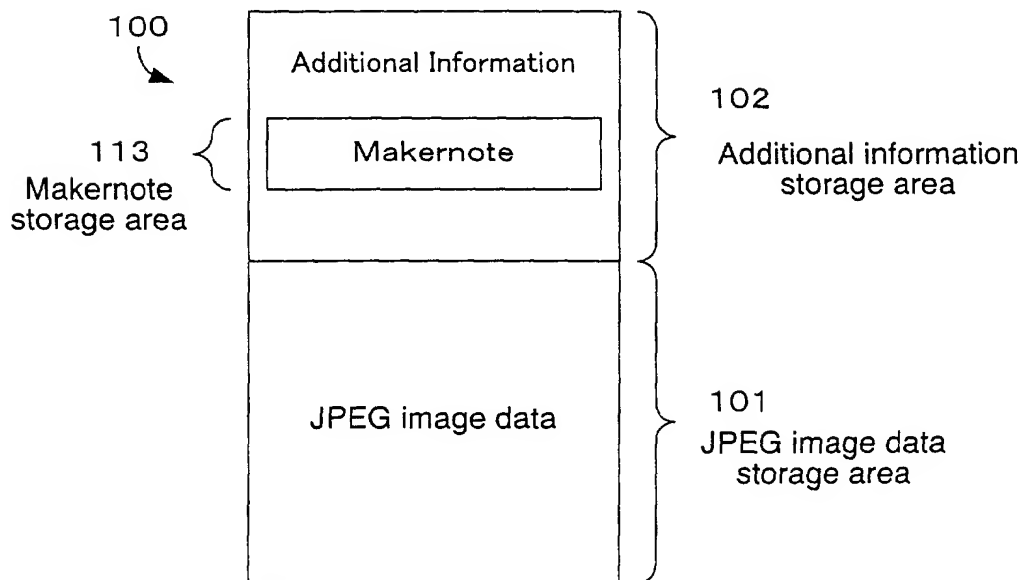 100
Additional Information
102
Additional information
storage area
113
Makernote
storage area
Makernote
JPEG image data
101
JPEG image data
storage area